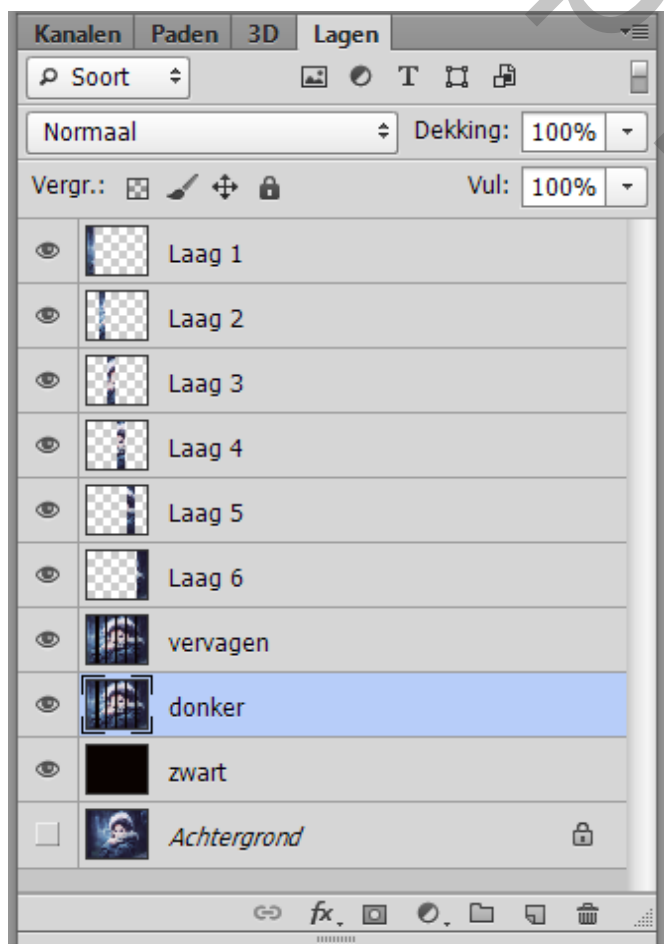 Kanalen Paden 3D Lagen
Soort
Normaal Dekking: 100%
Vergr.: Vul: 100%
Laag 1
Laag 2
Laag 3
Laag 4
Laag 5
Laag 6
vervagen
donker
zwart
Achtergrond
fx